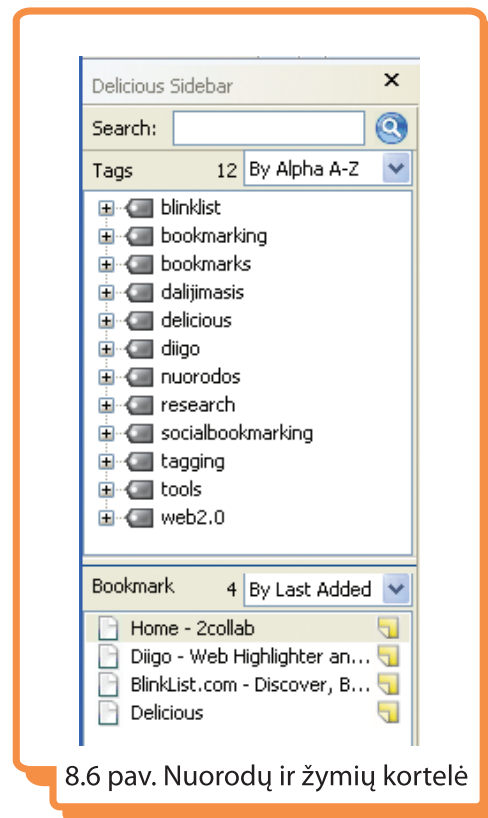 Delicious Sidebar ×
Search:
Tags 12 By Alpha A-Z
blinklist
bookmarking
bookmarks
dalijimasis
delicious
diigo
nuorodos
research
socialbookmarking
tagging
tools
web2.0
Bookmark 4 By Last Added
Home - 2collab
Diigo - Web Highlighter an...
BlinkList.com - Discover, B...
Delicious
8.6 pav. Nuorodų ir žymių kortelė